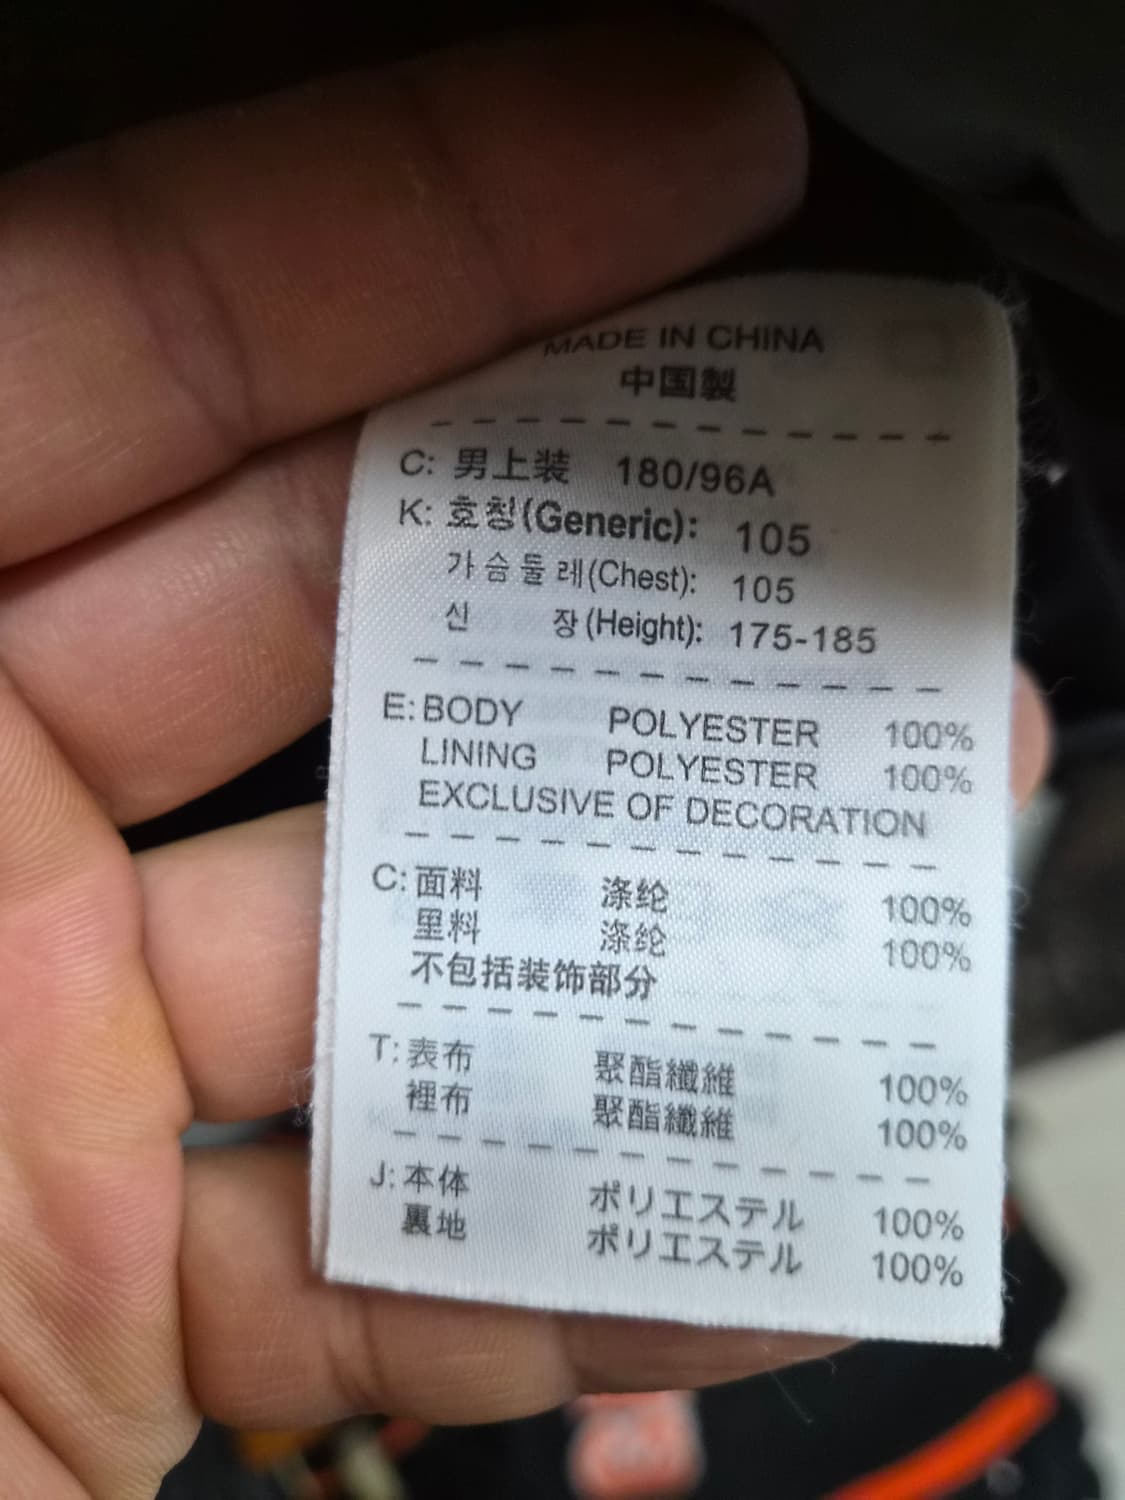 MADE IN CHINA
中国製
C: 男上装 180/96A
K: 호칭(Generic): 105
가슴둘레(Chest): 105
신 장(Height): 175-185
E: BODY POLYESTER 100%
LINING POLYESTER 100%
EXCLUSIVE OF DECORATION
C: 面料 涤纶 100%
里料 涤纶 100%
不包括装饰部分
T: 表布 聚酯纖維 100%
裡布 聚酯纖維 100%
J: 本体 ポリエステル 100%
裏地 ポリエステル 100%